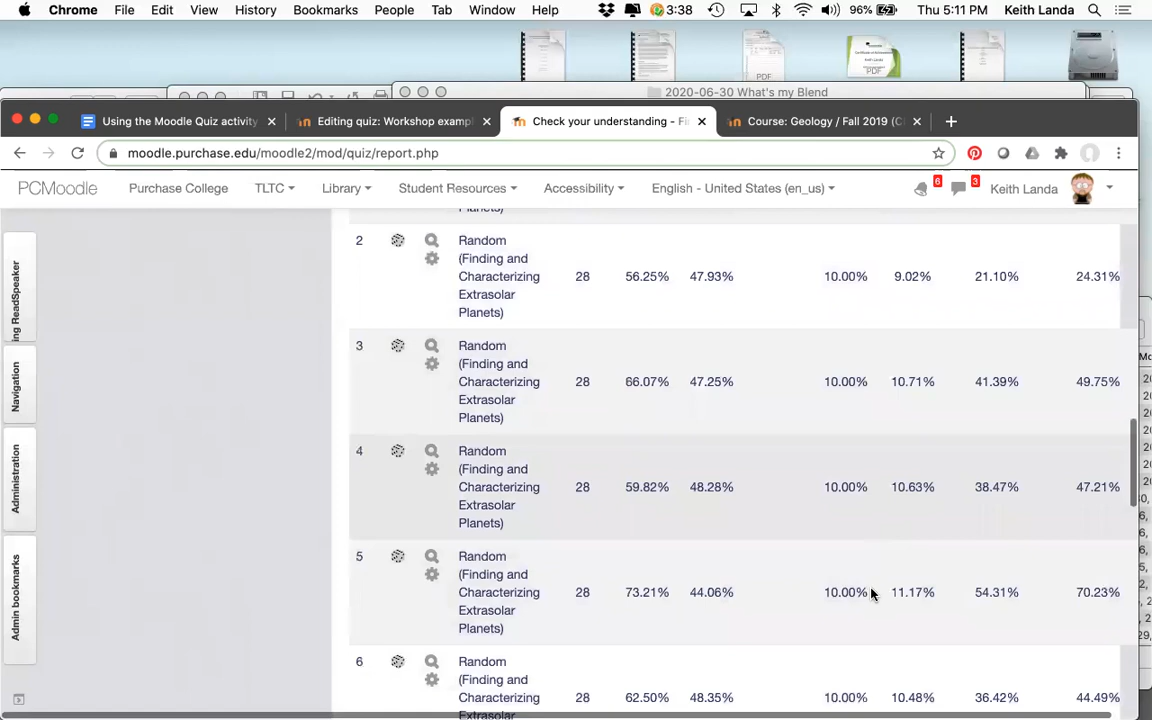 Chrome File Edit View History Bookmarks People Tab Window Help 3:38 96% Thu 5:11 PM Keith Landa
PDF
PDF
2020-06-30 What's my Blend
Using the Moodle Quiz activity
Editing quiz: Workshop exampl
Check your understanding - Fi
Course: Geology / Fall 2019 (C
moodle.purchase.edu/moodle2/mod/quiz/report.php
PCMoodle Purchase College TLTC Library Student Resources Accessibility English - United States (en_us) 6 3 Keith Landa
Planets)
2 Random (Finding and Characterizing Extrasolar Planets) 28 56.25% 47.93% 10.00% 9.02% 21.10% 24.31%
3 Random (Finding and Characterizing Extrasolar Planets) 28 66.07% 47.25% 10.00% 10.71% 41.39% 49.75%
4 Random (Finding and Characterizing Extrasolar Planets) 28 59.82% 48.28% 10.00% 10.63% 38.47% 47.21%
5 Random (Finding and Characterizing Extrasolar Planets) 28 73.21% 44.06% 10.00% 11.17% 54.31% 70.23%
6 Random (Finding and Characterizing Extrasolar 28 62.50% 48.35% 10.00% 10.48% 36.42% 44.49%
ing ReadSpeaker
Navigation
Administration
Admin bookmarks